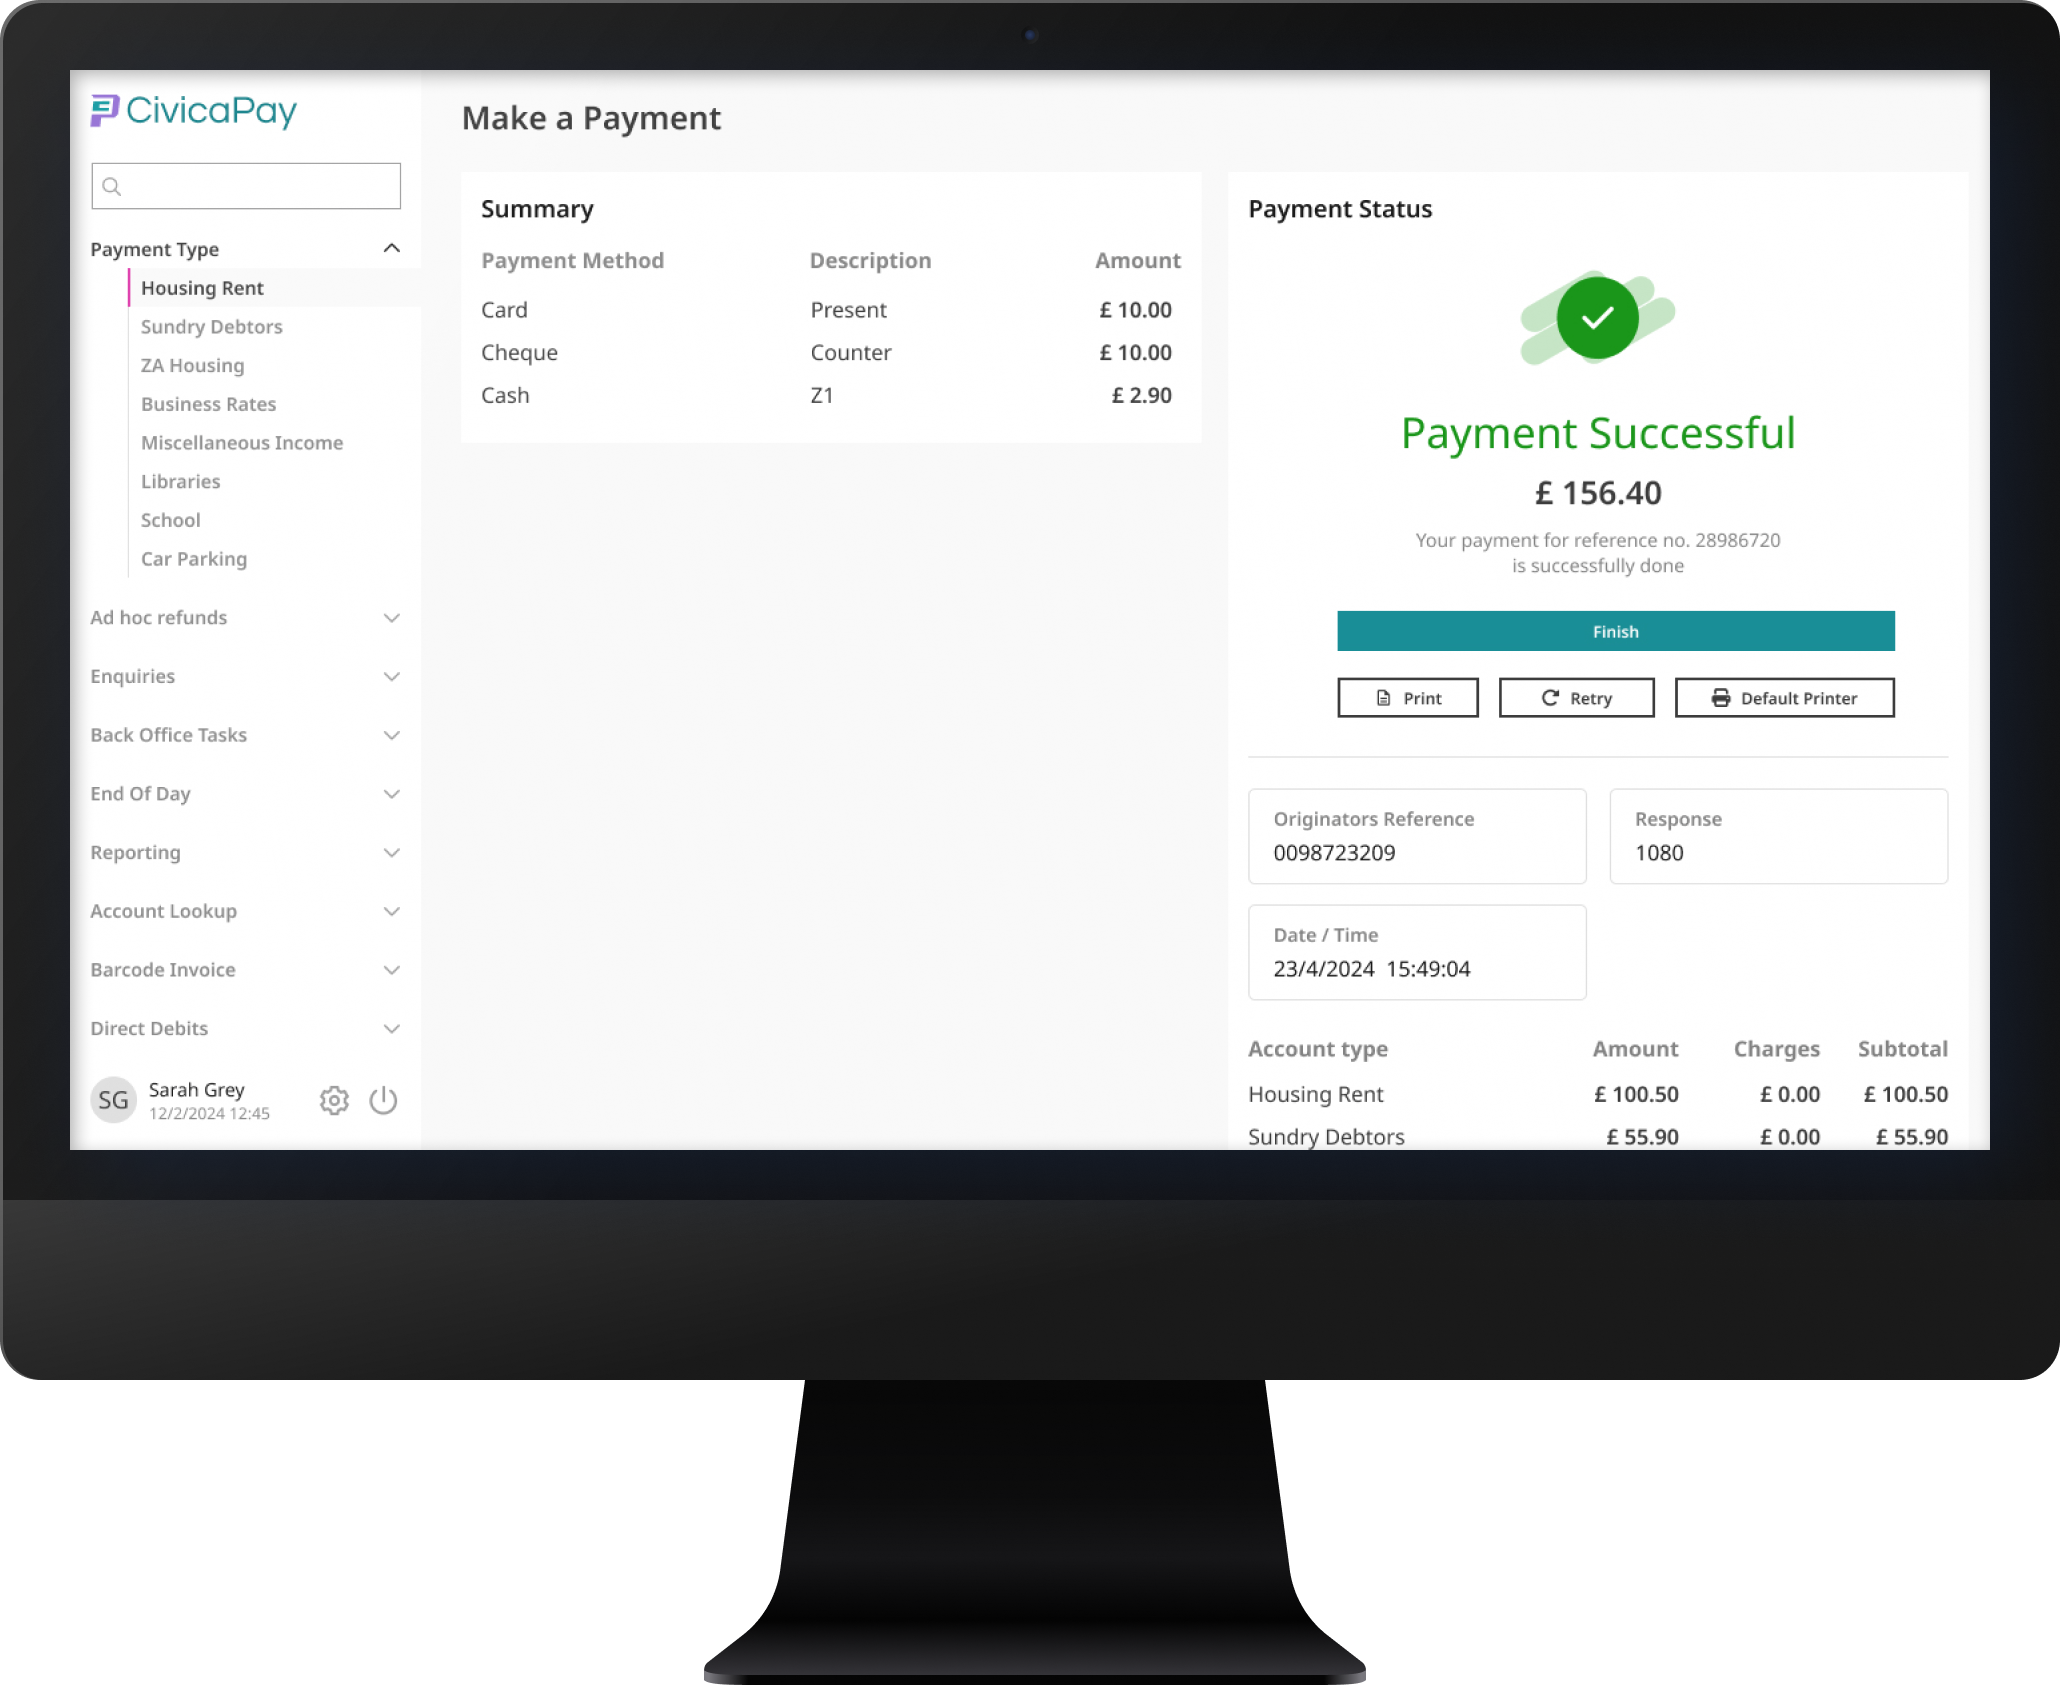 CivicaPay
Payment Type
Housing Rent
Sundry Debtors
ZA Housing
Business Rates
Miscellaneous Income
Libraries
School
Car Parking
Ad hoc refunds
Enquiries
Back Office Tasks
End Of Day
Reporting
Account Lookup
Barcode Invoice
Direct Debits
SG
Sarah Grey
12/2/2024 12:45
Make a Payment
Summary
Payment Method Description Amount
Card Present £ 10.00
Cheque Counter £ 10.00
Cash Z1 £ 2.90
Payment Status
Payment Successful
£ 156.40
Your payment for reference no. 28986720
is successfully done
Finish
Print Retry Default Printer
Originators Reference
0098723209
Response
1080
Date / Time
23/4/2024 15:49:04
Account type Amount Charges Subtotal
Housing Rent £ 100.50 £ 0.00 £ 100.50
Sundry Debtors £ 55.90 £ 0.00 £ 55.90